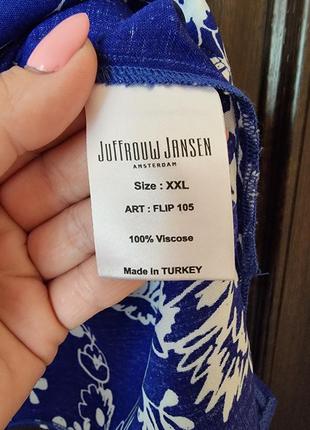 JUFFROUW JANSEN
AMSTERDAM
Size : XXL
ART : FLIP 105
100% Viscose
Made in TURKEY